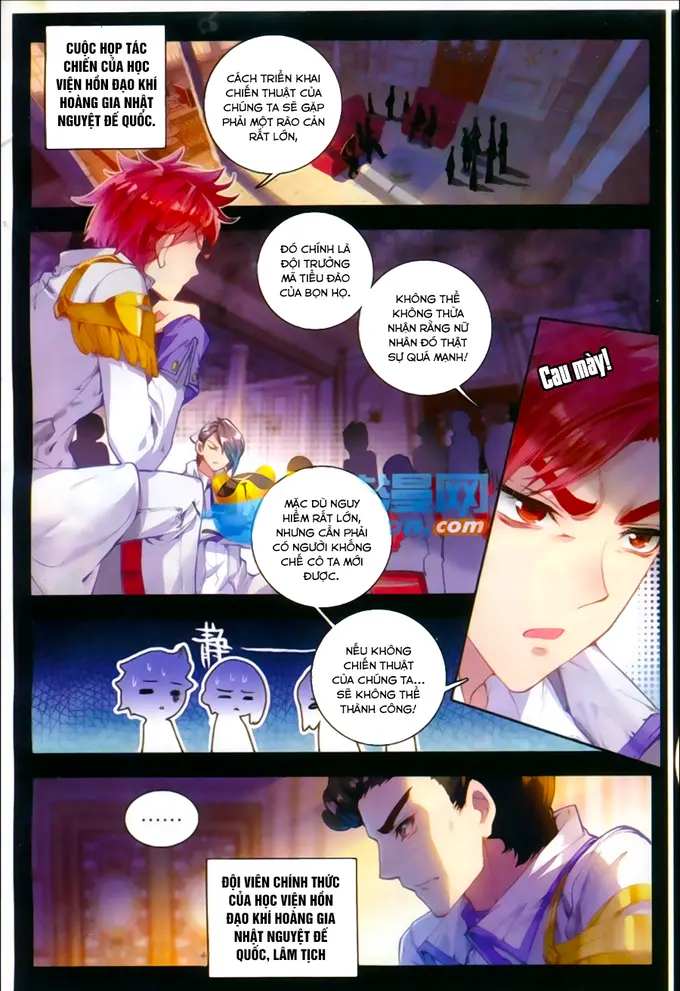 CUỘC HỌP TÁC
CHIẾN CỦA HỌC
VIỆN HỒN ĐẠO KHÍ
HOÀNG GIA NHẬT
NGUYỆT ĐẾ QUỐC.
CÁCH TRIỂN KHAI
CHIẾN THUẬT CỦA
CHÚNG TA SẼ GẶP
PHẢI MỘT RÀO CẢN
RẤT LỚN,
ĐÓ CHÍNH LÀ
ĐỘI TRƯỞNG
MÃ TIỂU ĐÀO
CỦA BỌN HỌ.
KHÔNG THỂ
KHÔNG THỪA
NHẬN RẰNG NỮ
NHÂN ĐÓ THẬT
SỰ QUÁ MẠNH!
Cau mày!
漫网
.com
MẶC DÙ NGUY
HIỂM RẤT LỚN,
NHƯNG CẦN PHẢI
CÓ NGƯỜI KHỐNG
CHẾ CÔ TA MỚI
ĐƯỢC.
静
NẾU KHÔNG
CHIẾN THUẬT
CỦA CHÚNG TA...
SẼ KHÔNG THỂ
THÀNH CÔNG!
......
ĐỘI VIÊN CHÍNH THỨC
CỦA HỌC VIỆN HỒN
ĐẠO KHÍ HOÀNG GIA
NHẬT NGUYỆT ĐẾ
QUỐC, LÂM TỊCH